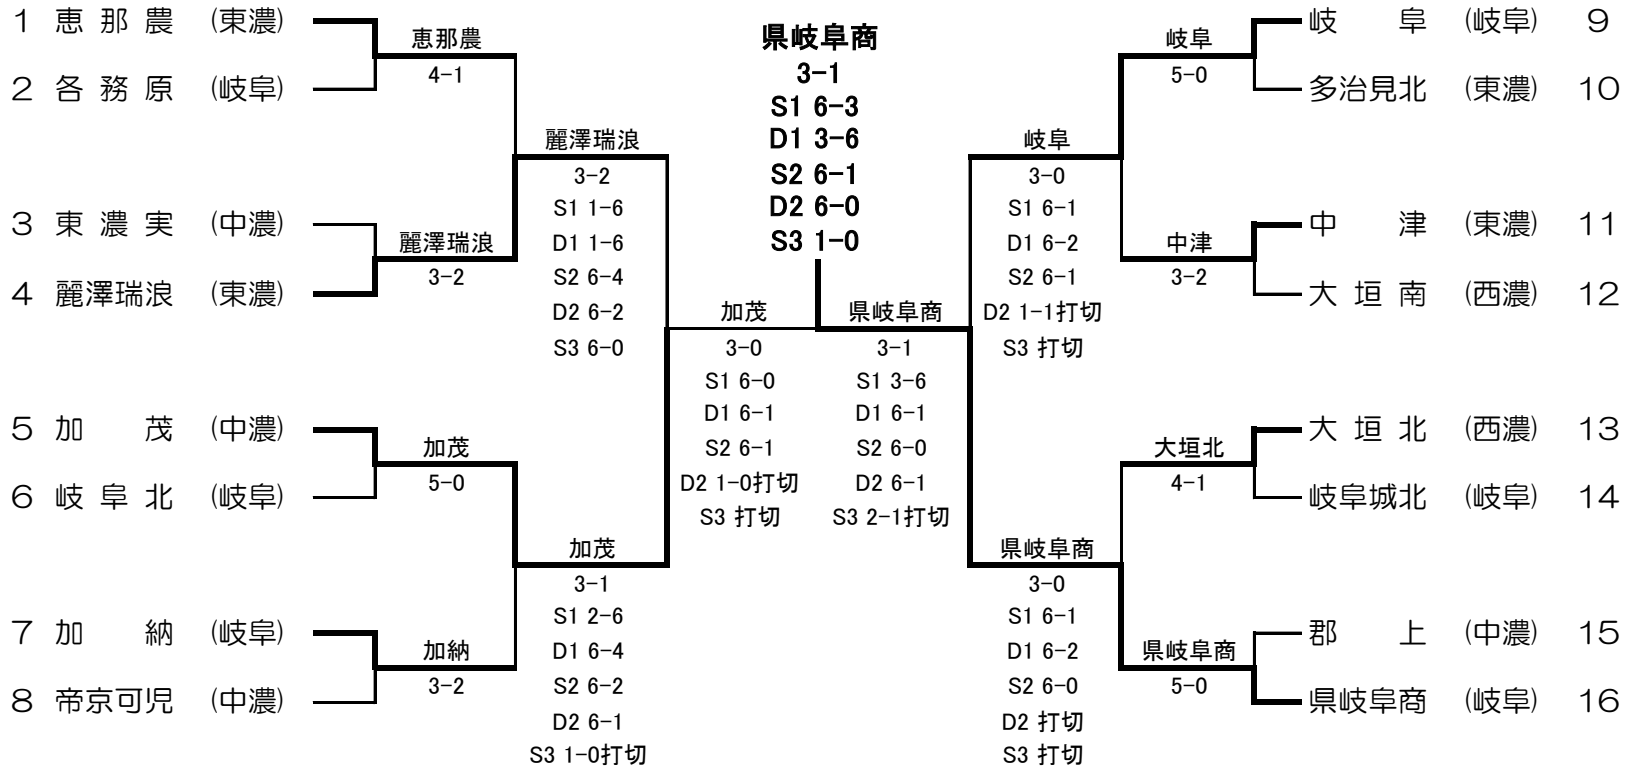 1 恵那農 (東濃)
2 各務原 (岐阜)
3 東濃実 (中濃)
4 麗澤瑞浪 (東濃)
5 加茂 (中濃)
6 岐阜北 (岐阜)
7 加納 (岐阜)
8 帝京可児 (中濃)
恵那農
4-1
麗澤瑞浪
3-2
加茂
5-0
加納
3-2
麗澤瑞浪
3-2
S1 1-6
D1 1-6
S2 6-4
D2 6-2
S3 6-0
加茂
3-1
S1 2-6
D1 6-4
S2 6-2
D2 6-1
S3 1-0打切
加茂
3-0
S1 6-0
D1 6-1
S2 6-1
D2 1-0打切
S3 打切
県岐阜商
3-1
S1 6-3
D1 3-6
S2 6-1
D2 6-0
S3 1-0
県岐阜商
3-1
S1 3-6
D1 6-1
S2 6-0
D2 6-1
S3 2-1打切
岐阜
3-0
S1 6-1
D1 6-2
S2 6-1
D2 1-1打切
S3 打切
県岐阜商
3-0
S1 6-1
D1 6-2
S2 6-0
D2 打切
S3 打切
岐阜
5-0
中津
3-2
大垣北
4-1
県岐阜商
5-0
岐阜 (岐阜) 9
多治見北 (東濃) 10
中津 (東濃) 11
大垣南 (西濃) 12
大垣北 (西濃) 13
岐阜城北 (岐阜) 14
郡上 (中濃) 15
県岐阜商 (岐阜) 16